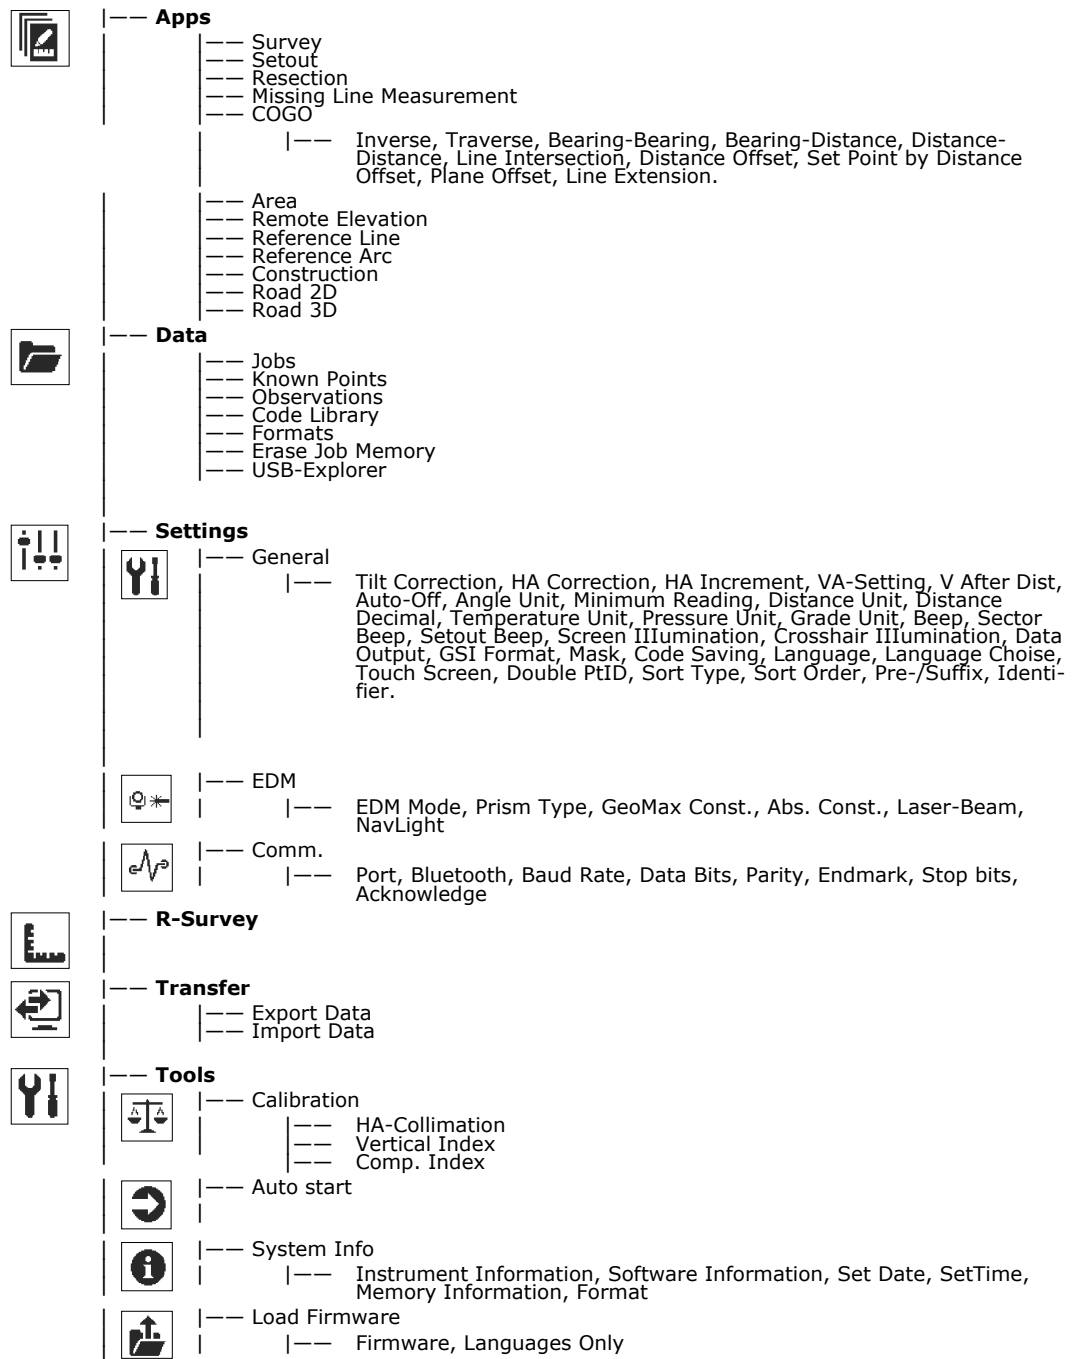 Apps
Survey
Setout
Resection
Missing Line Measurement
COGO
Inverse, Traverse, Bearing-Bearing, Bearing-Distance, Distance-
Distance, Line Intersection, Distance Offset, Set Point by Distance
Offset, Plane Offset, Line Extension.
Area
Remote Elevation
Reference Line
Reference Arc
Construction
Road 2D
Road 3D
Data
Jobs
Known Points
Observations
Code Library
Formats
Erase Job Memory
USB-Explorer
Settings
General
Tilt Correction, HA Correction, HA Increment, VA-Setting, V After Dist,
Auto-Off, Angle Unit, Minimum Reading, Distance Unit, Distance
Decimal, Temperature Unit, Pressure Unit, Grade Unit, Beep, Sector
Beep, Setout Beep, Screen IIIumination, Crosshair IIIumination, Data
Output, GSI Format, Mask, Code Saving, Language, Language Choise,
Touch Screen, Double PtID, Sort Type, Sort Order, Pre-/Suffix, Identi-
fier.
EDM
EDM Mode, Prism Type, GeoMax Const., Abs. Const., Laser-Beam,
NavLight
Comm.
Port, Bluetooth, Baud Rate, Data Bits, Parity, Endmark, Stop bits,
Acknowledge
R-Survey
Transfer
Export Data
Import Data
Tools
Calibration
HA-Collimation
Vertical Index
Comp. Index
Auto start
System Info
Instrument Information, Software Information, Set Date, SetTime,
Memory Information, Format
Load Firmware
Firmware, Languages Only